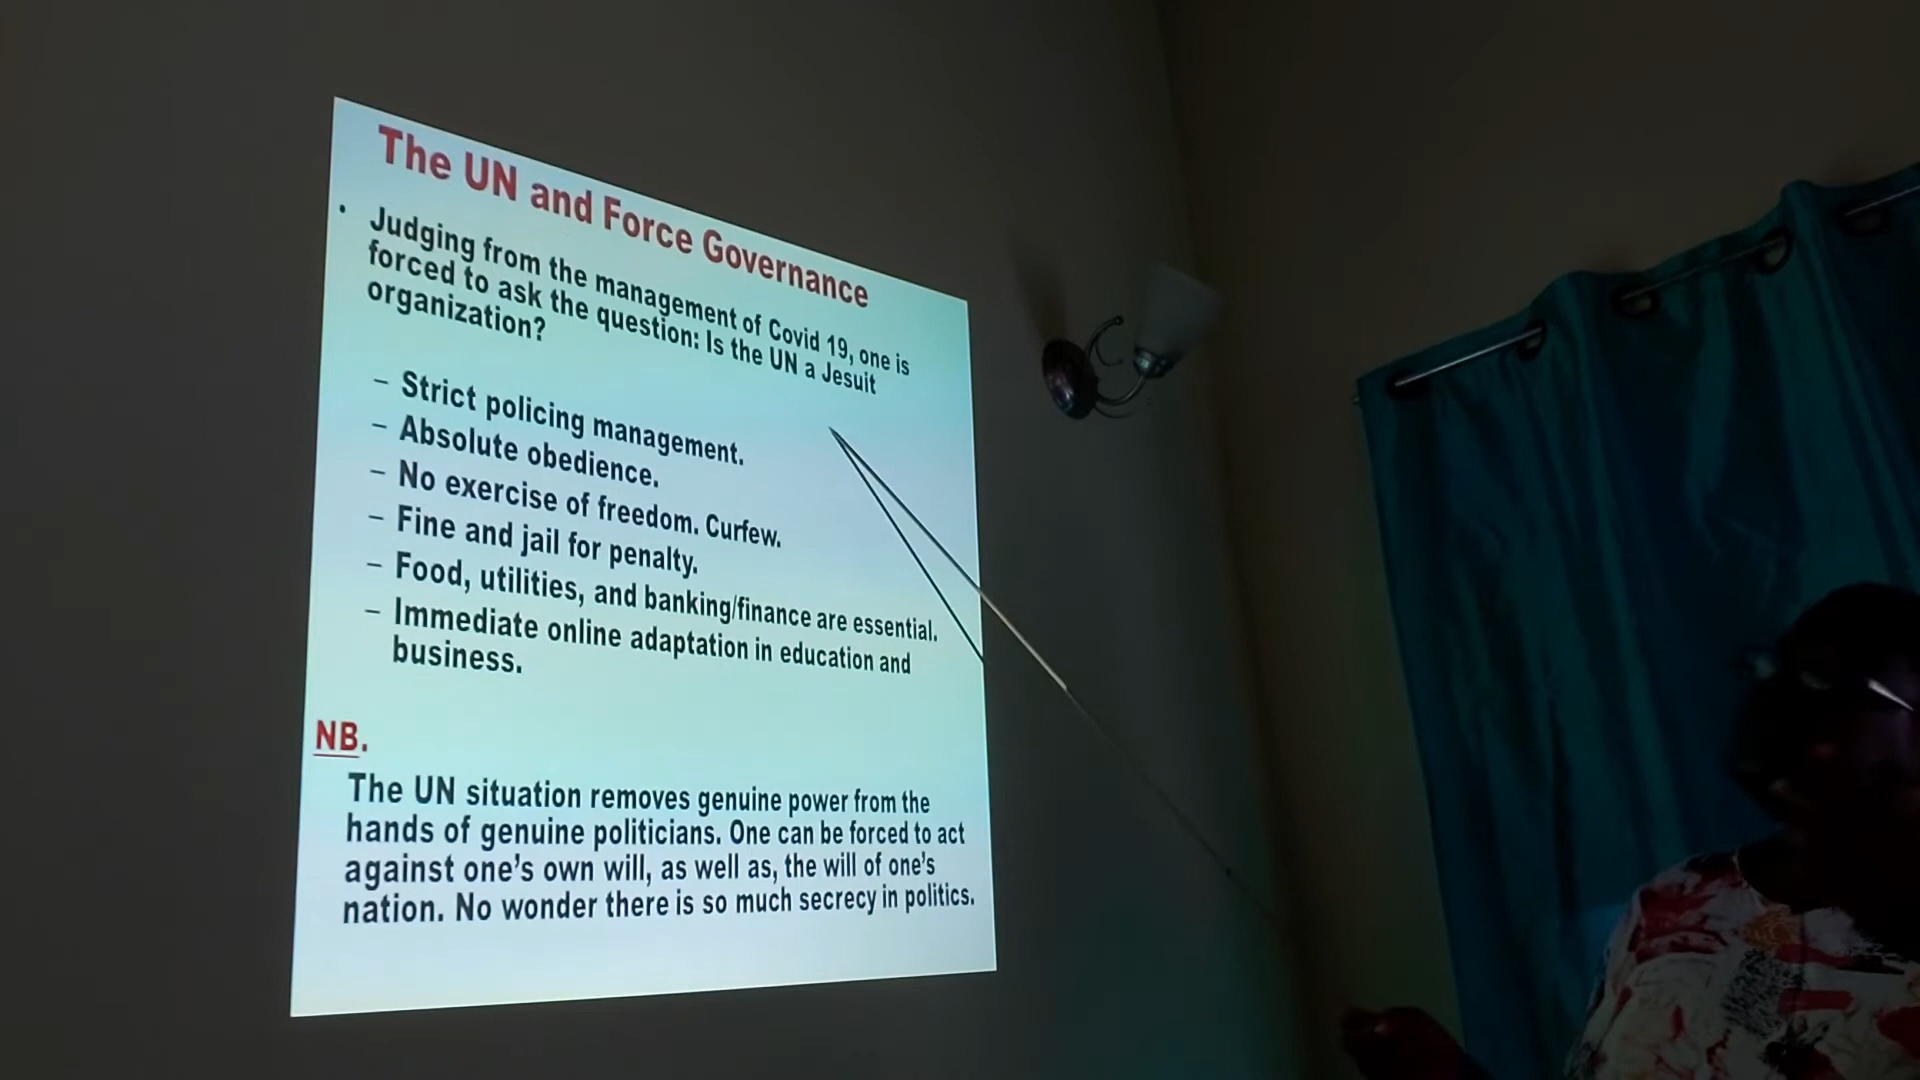 The UN and Force Governance
• Judging from the management of Covid 19, one is
forced to ask the question: Is the UN a Jesuit
organization?
– Strict policing management.
– Absolute obedience.
– No exercise of freedom. Curfew.
– Fine and jail for penalty.
– Food, utilities, and banking/finance are essential.
– Immediate online adaptation in education and
business.
NB.
The UN situation removes genuine power from the
hands of genuine politicians. One can be forced to act
against one's own will, as well as, the will of one's
nation. No wonder there is so much secrecy in politics.